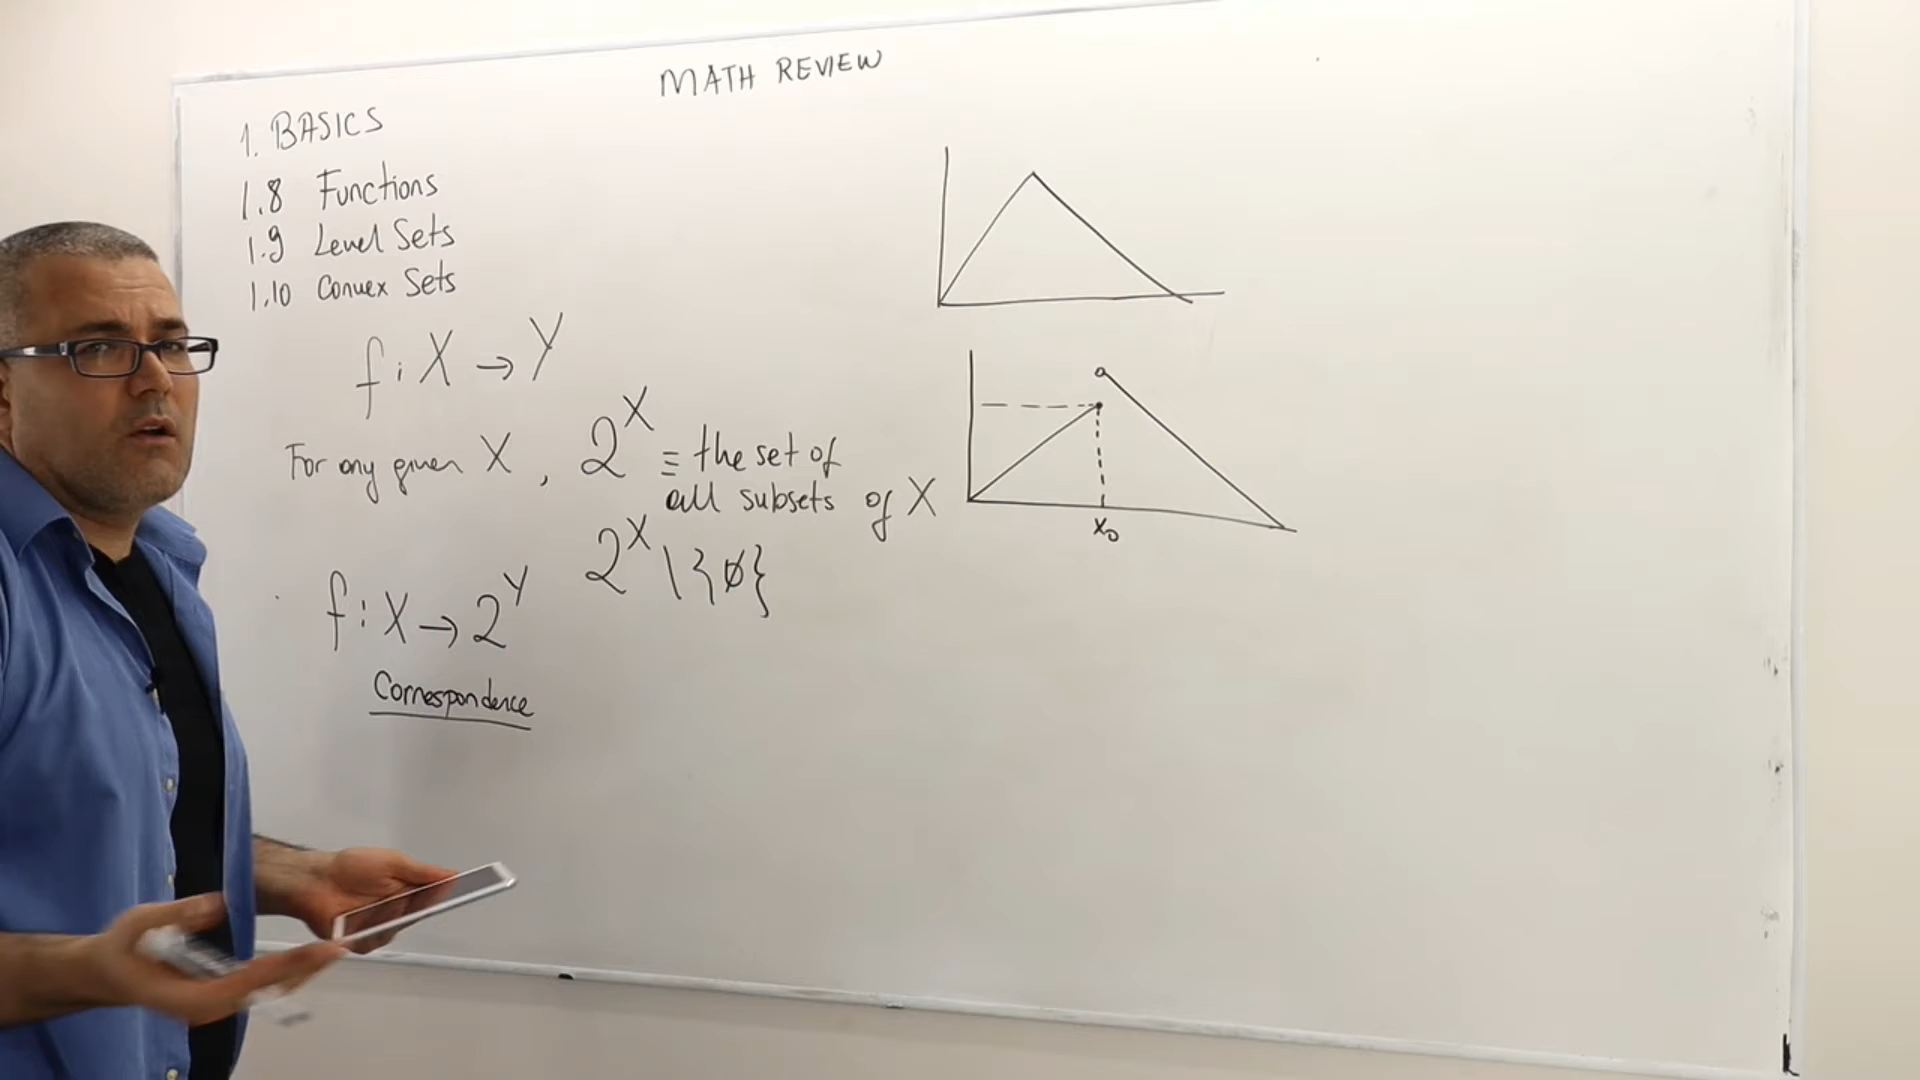 MATH REVIEW
1. BASICS
1.8 Functions
1.9 Level Sets
1.10 Convex Sets
f: X → Y
For any given X, 2^X ≡ the set of
all subsets of X
2^X \ {∅}
f: X → 2^Y
Correspondence
x₀